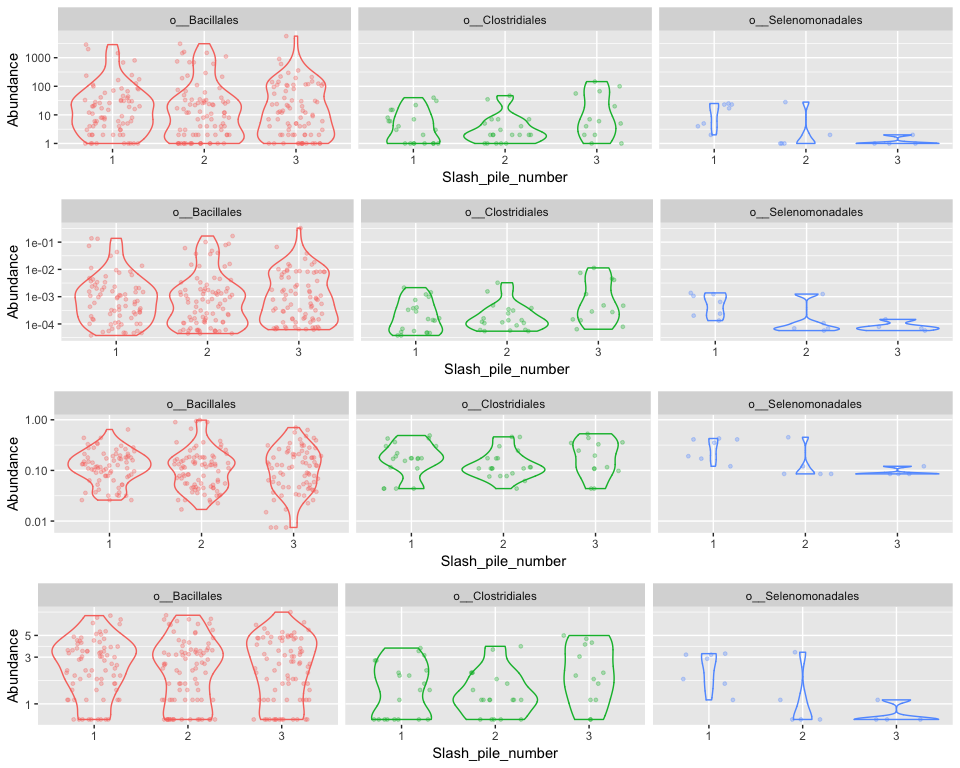 o__Bacillales o__Clostridiales o__Selenomonadales
Abundance
1000
100
10
1
1 2 3 1 2 3 1 2 3
Slash_pile_number
o__Bacillales o__Clostridiales o__Selenomonadales
Abundance
1e-01
1e-02
1e-03
1e-04
1 2 3 1 2 3 1 2 3
Slash_pile_number
o__Bacillales o__Clostridiales o__Selenomonadales
Abundance
1.00
0.10
0.01
1 2 3 1 2 3 1 2 3
Slash_pile_number
o__Bacillales o__Clostridiales o__Selenomonadales
Abundance
5
3
1
1 2 3 1 2 3 1 2 3
Slash_pile_number